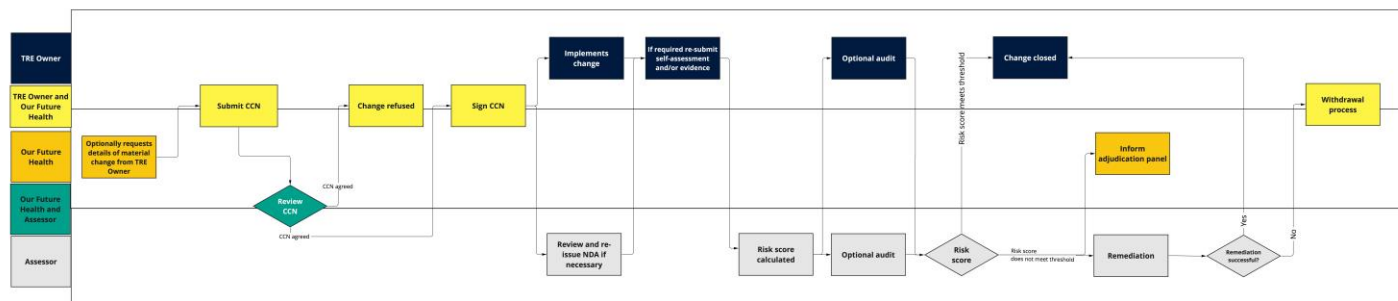 TRE Owner
Implements
change
If required re-submit
self-assessment
and/or evidence
Optional audit
Change closed
Risk score meets threshold
TRE Owner and
Our Future
Health
Submit CCN
Change refused
Sign CCN
Withdrawal
process
Our Future
Health
Optionally requests
details of material
change from TRE
Owner
Inform
adjudication panel
Our Future
Health and
Assessor
Review
CCN
CCN agreed
CCN agreed
Yes
No
Assessor
Review and re-
issue NDA if
necessary
Risk score
calculated
Optional audit
Risk
score
Risk score
does not meet threshold
Remediation
Remediation
successful?